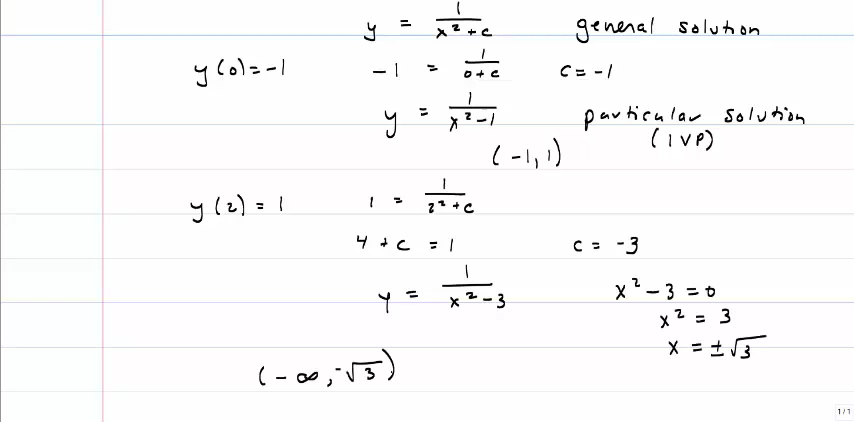 y = 1/(x² + c) general solution
y(0) = -1 -1 = 1/(0 + c) c = -1
y = 1/(x² - 1) particular solution
(IVP)
(-1, 1)
y(2) = 1 1 = 1/(2² + c)
4 + c = 1 c = -3
y = 1/(x² - 3) x² - 3 = 0
x² = 3
x = ±√3
(-∞, -√3)
1/1